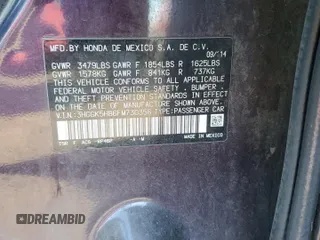 MFD. BY HONDA DE MEXICO S.A. DE C.V.
09/14
GVWR 3479LBS GAWR F 1854LBS R 1625LBS
GVWR 1578KG GAWR F 841KG R 737KG
THIS VEHICLE CONFORMS TO ALL APPLICABLE
FEDERAL MOTOR VEHICLE SAFETY, BUMPER,
AND THEFT PREVENTION STANDARDS IN EFFECT
ON THE DATE OF MANUFACTURE SHOWN ABOVE.
V.I.N.: TYPE: PASSENGER CAR
MADE IN MEXICO
DREAMBID